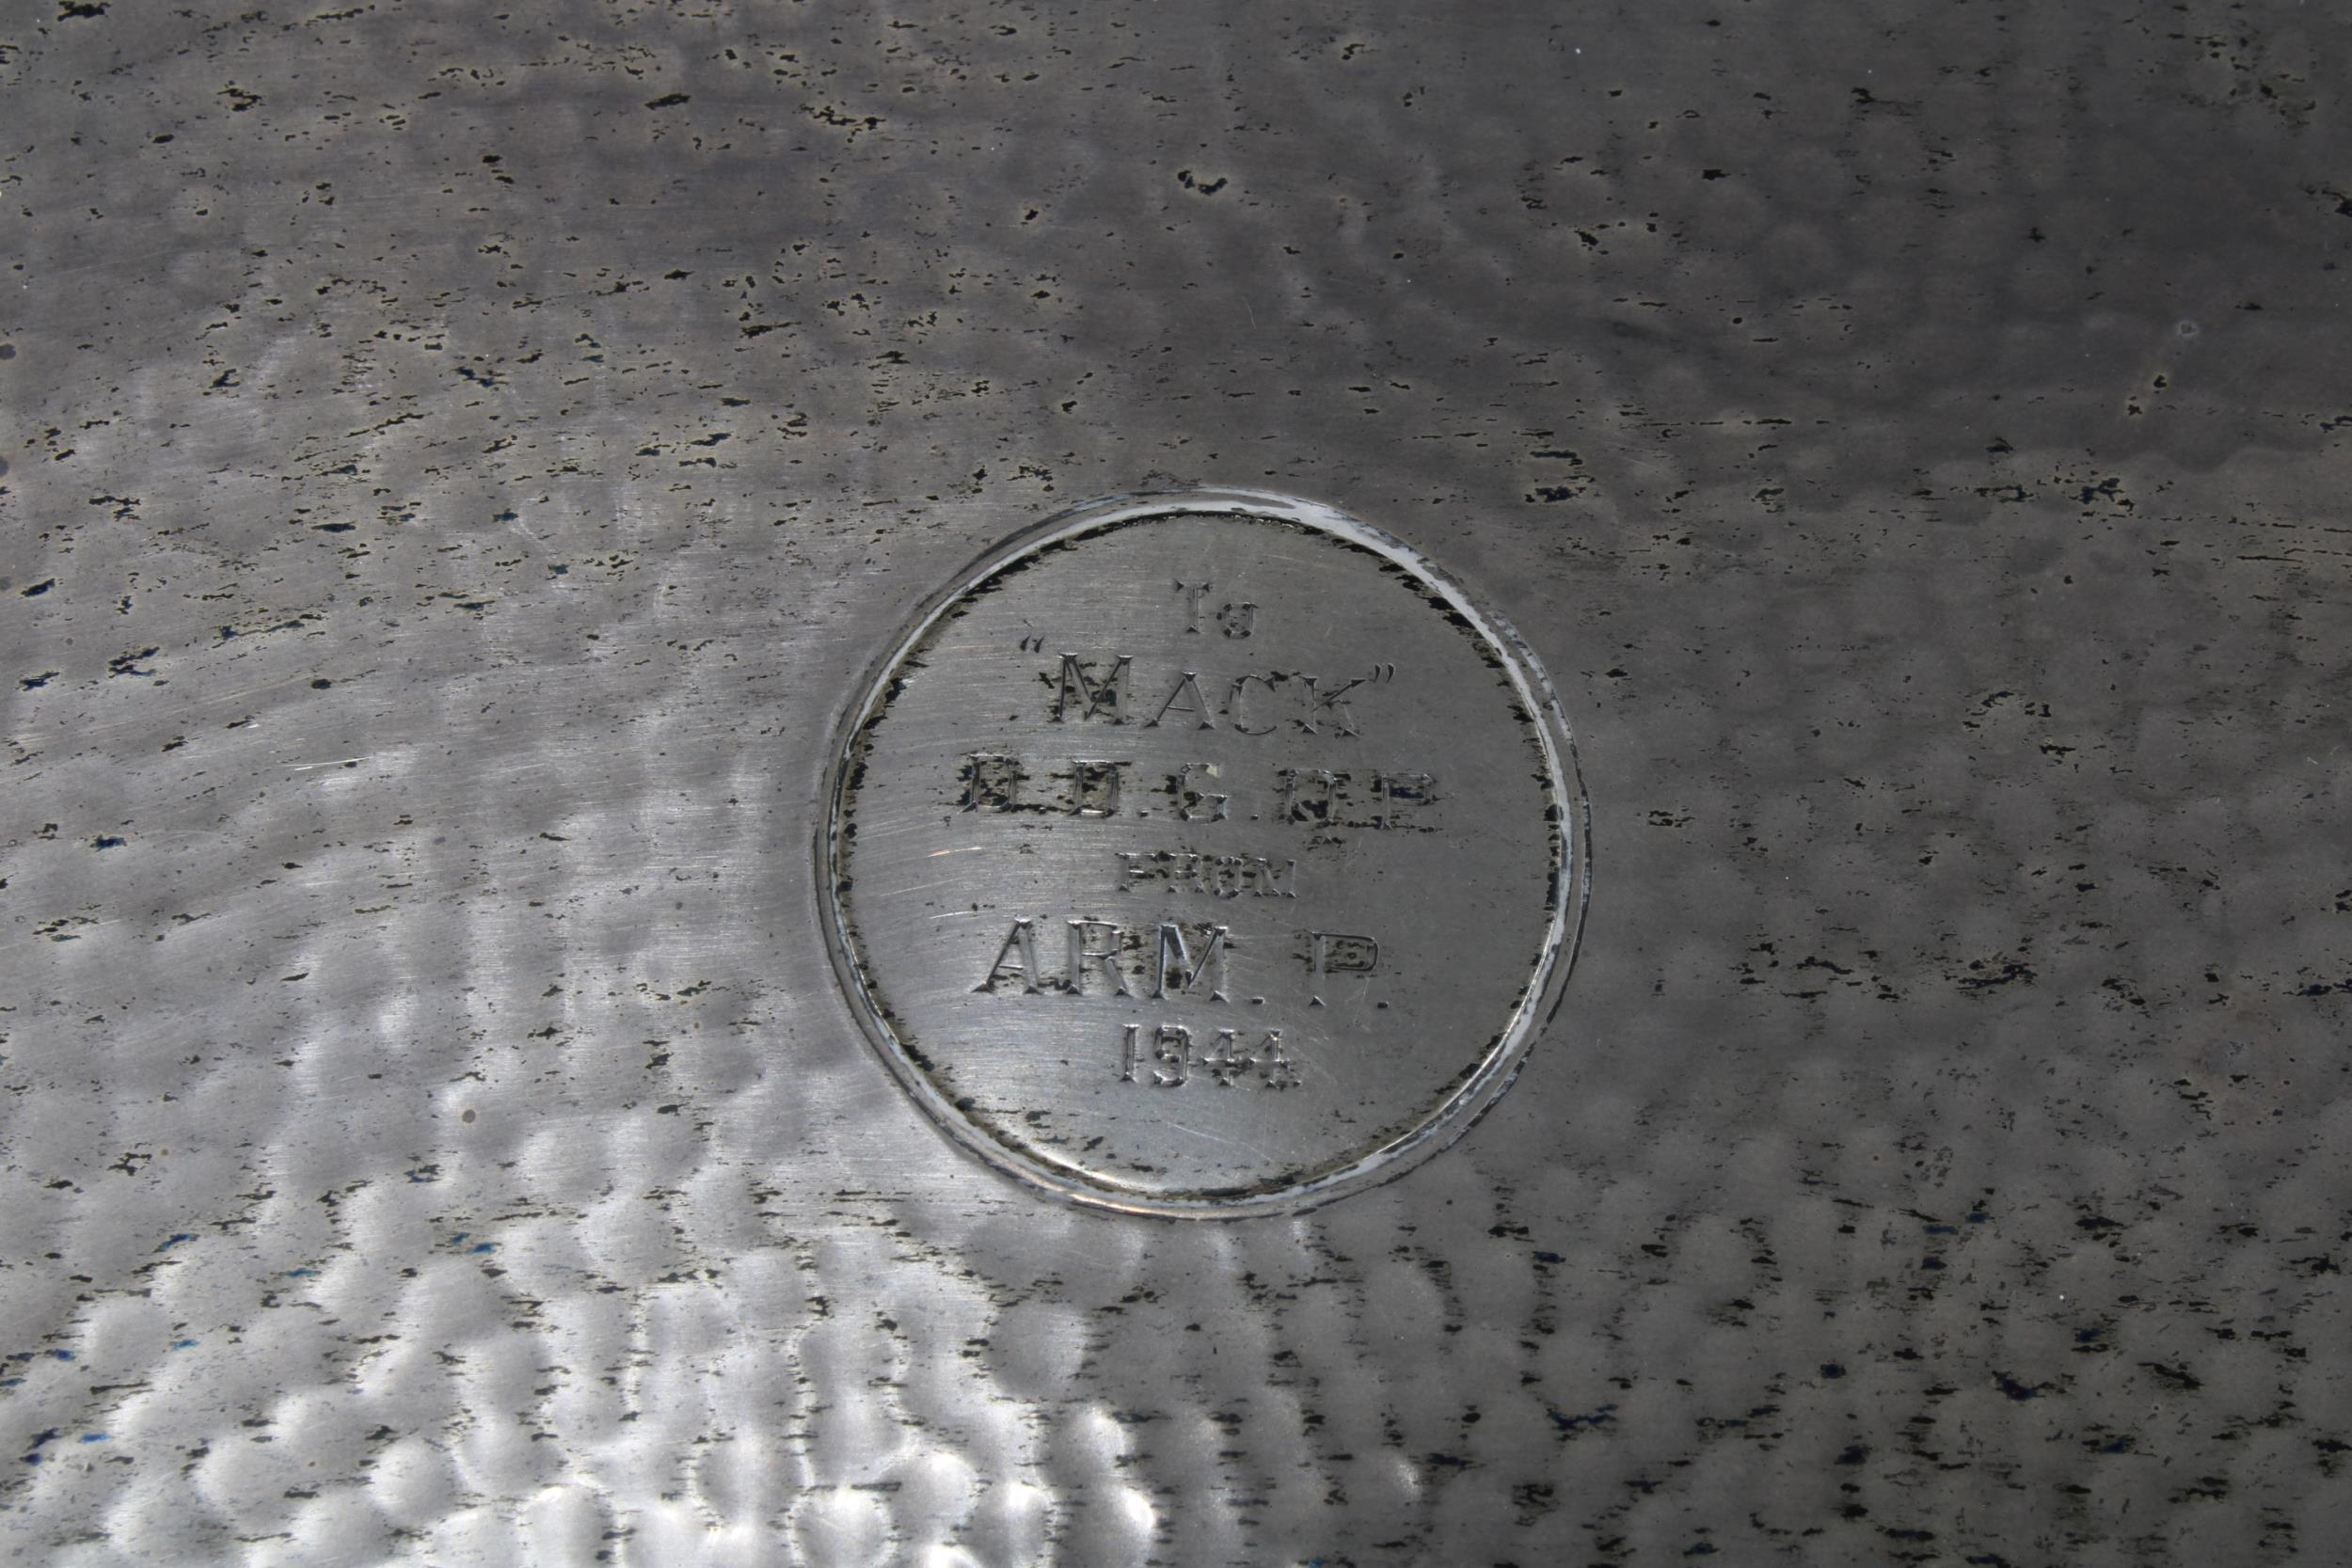 To
“MACK”
D.D.G.D.P
FROM
ARM. P.
1944